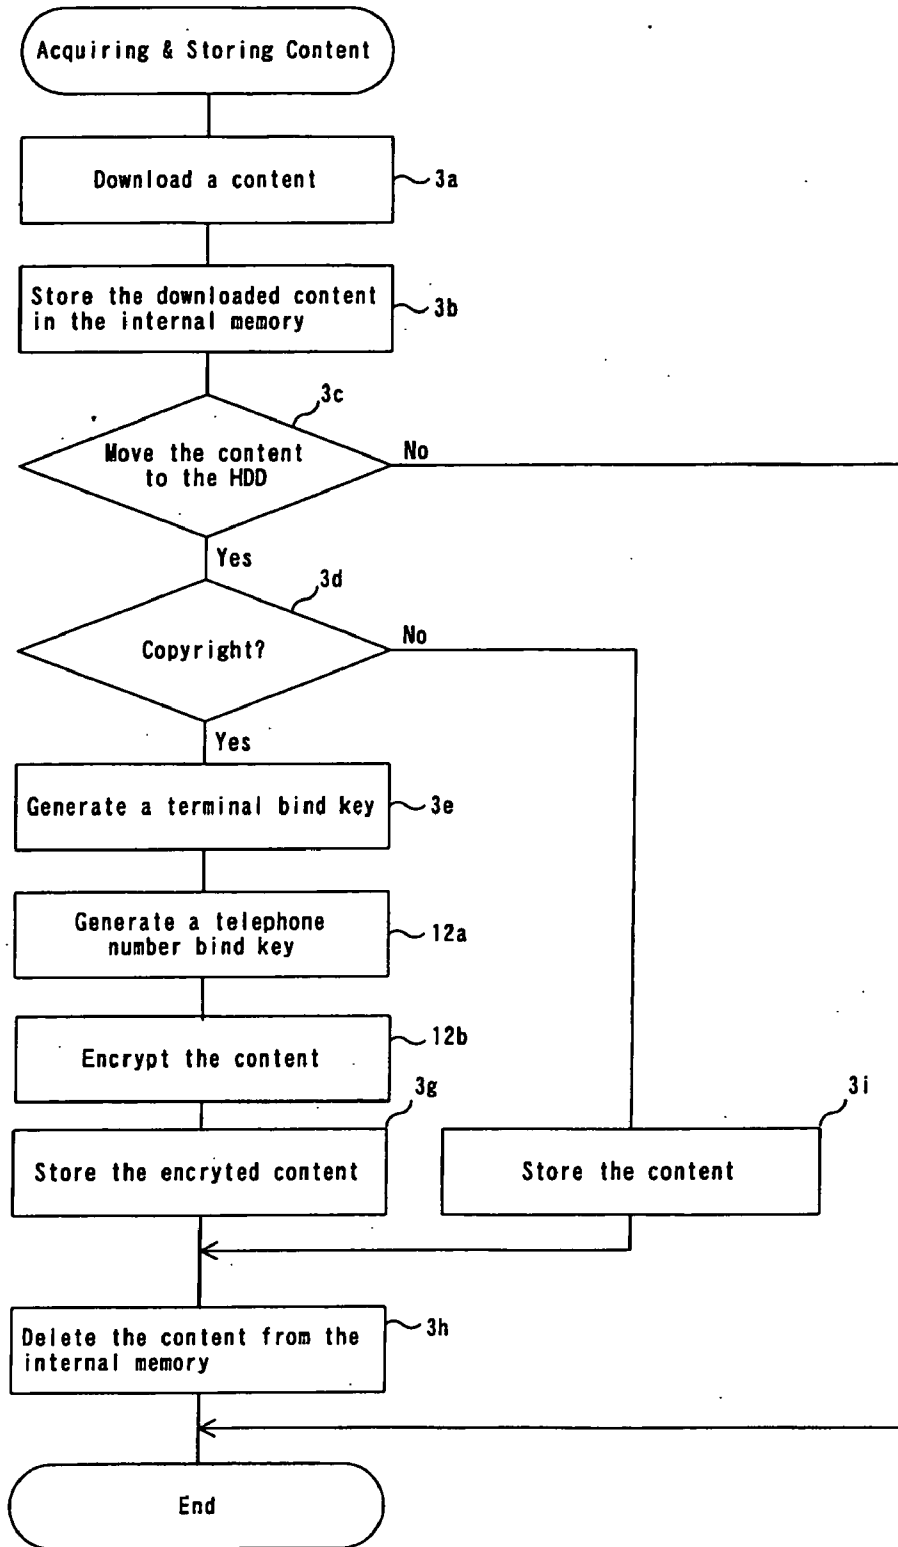 Acquiring & Storing Content
Download a content
3a
Store the downloaded content
in the internal memory
3b
3c
Move the content
to the HDD
No
Yes
3d
Copyright?
No
Yes
Generate a terminal bind key
3e
Generate a telephone
number bind key
12a
Encrypt the content
12b
3g
Store the encryted content
3i
Store the content
Delete the content from the
internal memory
3h
End